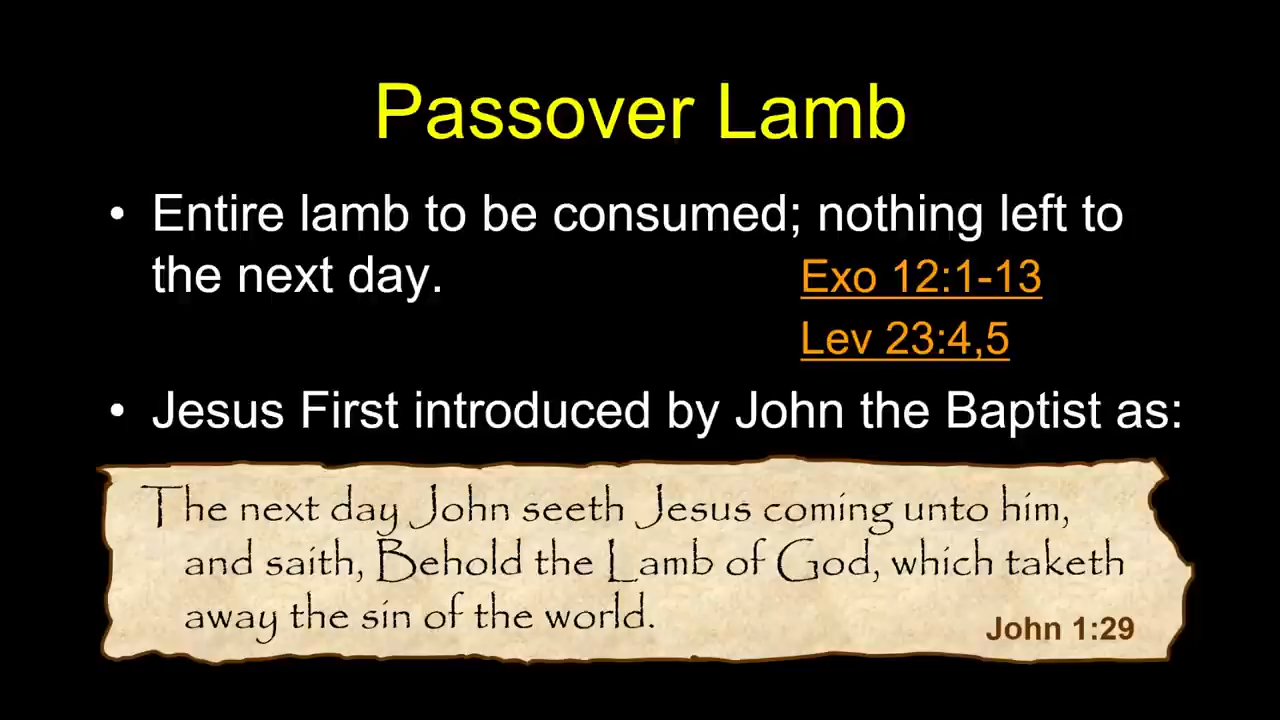 Passover Lamb
• Entire lamb to be consumed; nothing left to
the next day. Exo 12:1-13
Lev 23:4,5
• Jesus First introduced by John the Baptist as:
The next day John seeth Jesus coming unto him,
and saith, Behold the Lamb of God, which taketh
away the sin of the world.
John 1:29